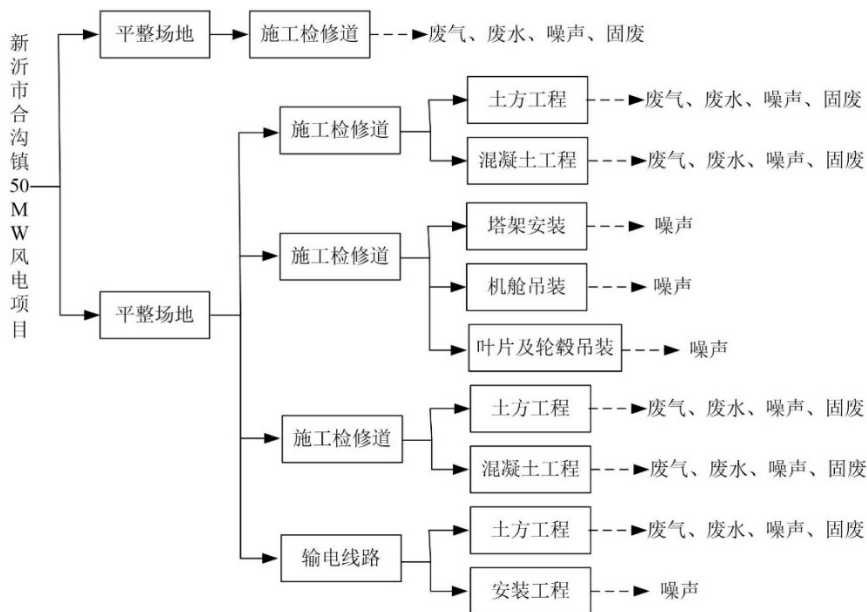 新沂市合沟镇50MW风电项目
平整场地
施工检修道
废气、废水、噪声、固废
平整场地
施工检修道
土方工程
废气、废水、噪声、固废
混凝土工程
废气、废水、噪声、固废
施工检修道
塔架安装
噪声
机舱吊装
噪声
叶片及轮毂吊装
噪声
施工检修道
土方工程
废气、废水、噪声、固废
混凝土工程
废气、废水、噪声、固废
输电线路
土方工程
废气、废水、噪声、固废
安装工程
噪声